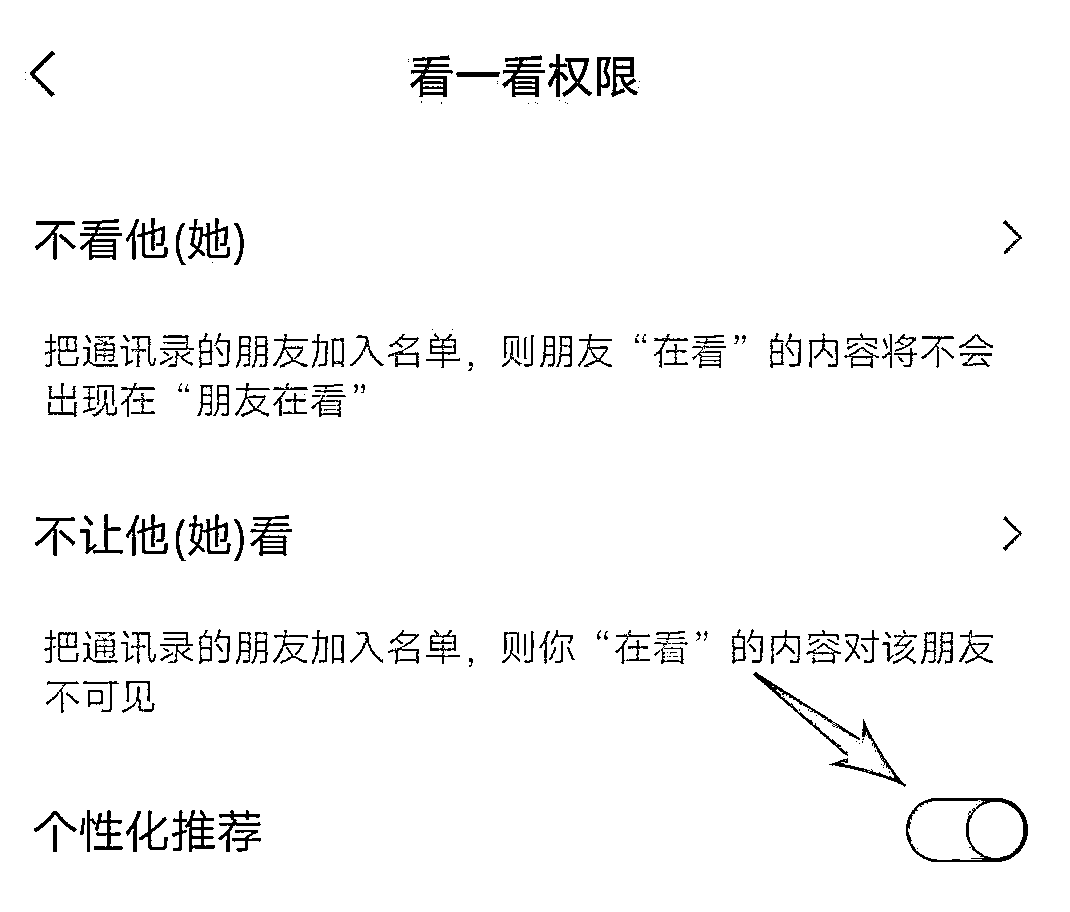 看一看权限
不看他(她)
把通讯录的朋友加入名单，则朋友“在看”的内容将不会
出现在“朋友在看”
不让他(她)看
把通讯录的朋友加入名单，则你“在看”的内容对该朋友
不可见
个性化推荐